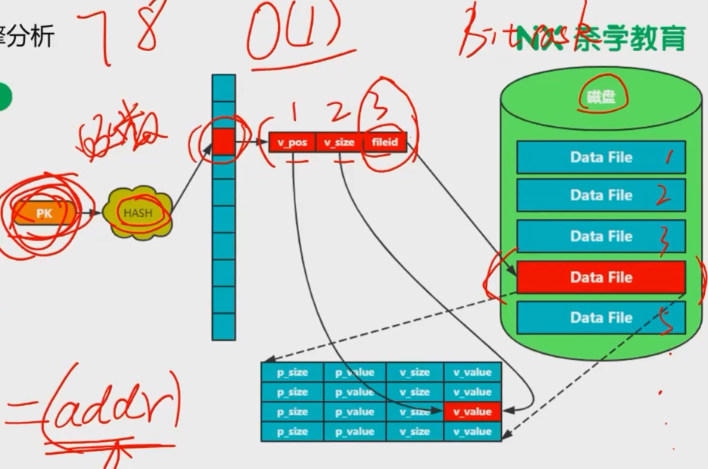 擎分析
78
O(1)
Bitcask
NX 奈学教育
函数
1 2 3
磁盘
v_pos v_size fileid
PK
HASH
Data File 1
Data File 2
Data File 3
Data File
Data File 5
p_size p_value v_size v_value
p_size p_value v_size v_value
p_size p_value v_size v_value
p_size p_value v_size v_value
=(addr)